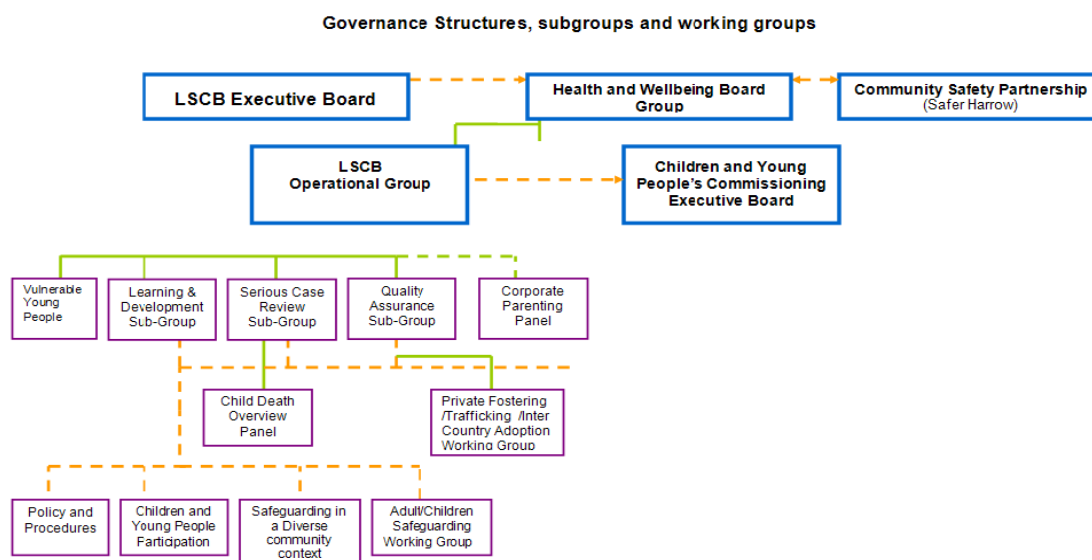 Governance Structures, subgroups and working groups
LSCB Executive Board
Health and Wellbeing Board
Group
Community Safety Partnership
(Safer Harrow)
LSCB
Operational Group
Children and Young
People's Commissioning
Executive Board
Vulnerable
Young
People
Learning &
Development
Sub-Group
Serious Case
Review
Sub-Group
Quality
Assurance
Sub-Group
Corporate
Parenting
Panel
Child Death
Overview
Panel
Private Fostering
/Trafficking /Inter
Country Adoption
Working Group
Policy and
Procedures
Children and
Young People
Farticipation
Safeguarding in
a Diverse
community
context
Adull/Children
Safeguarding
Working Group